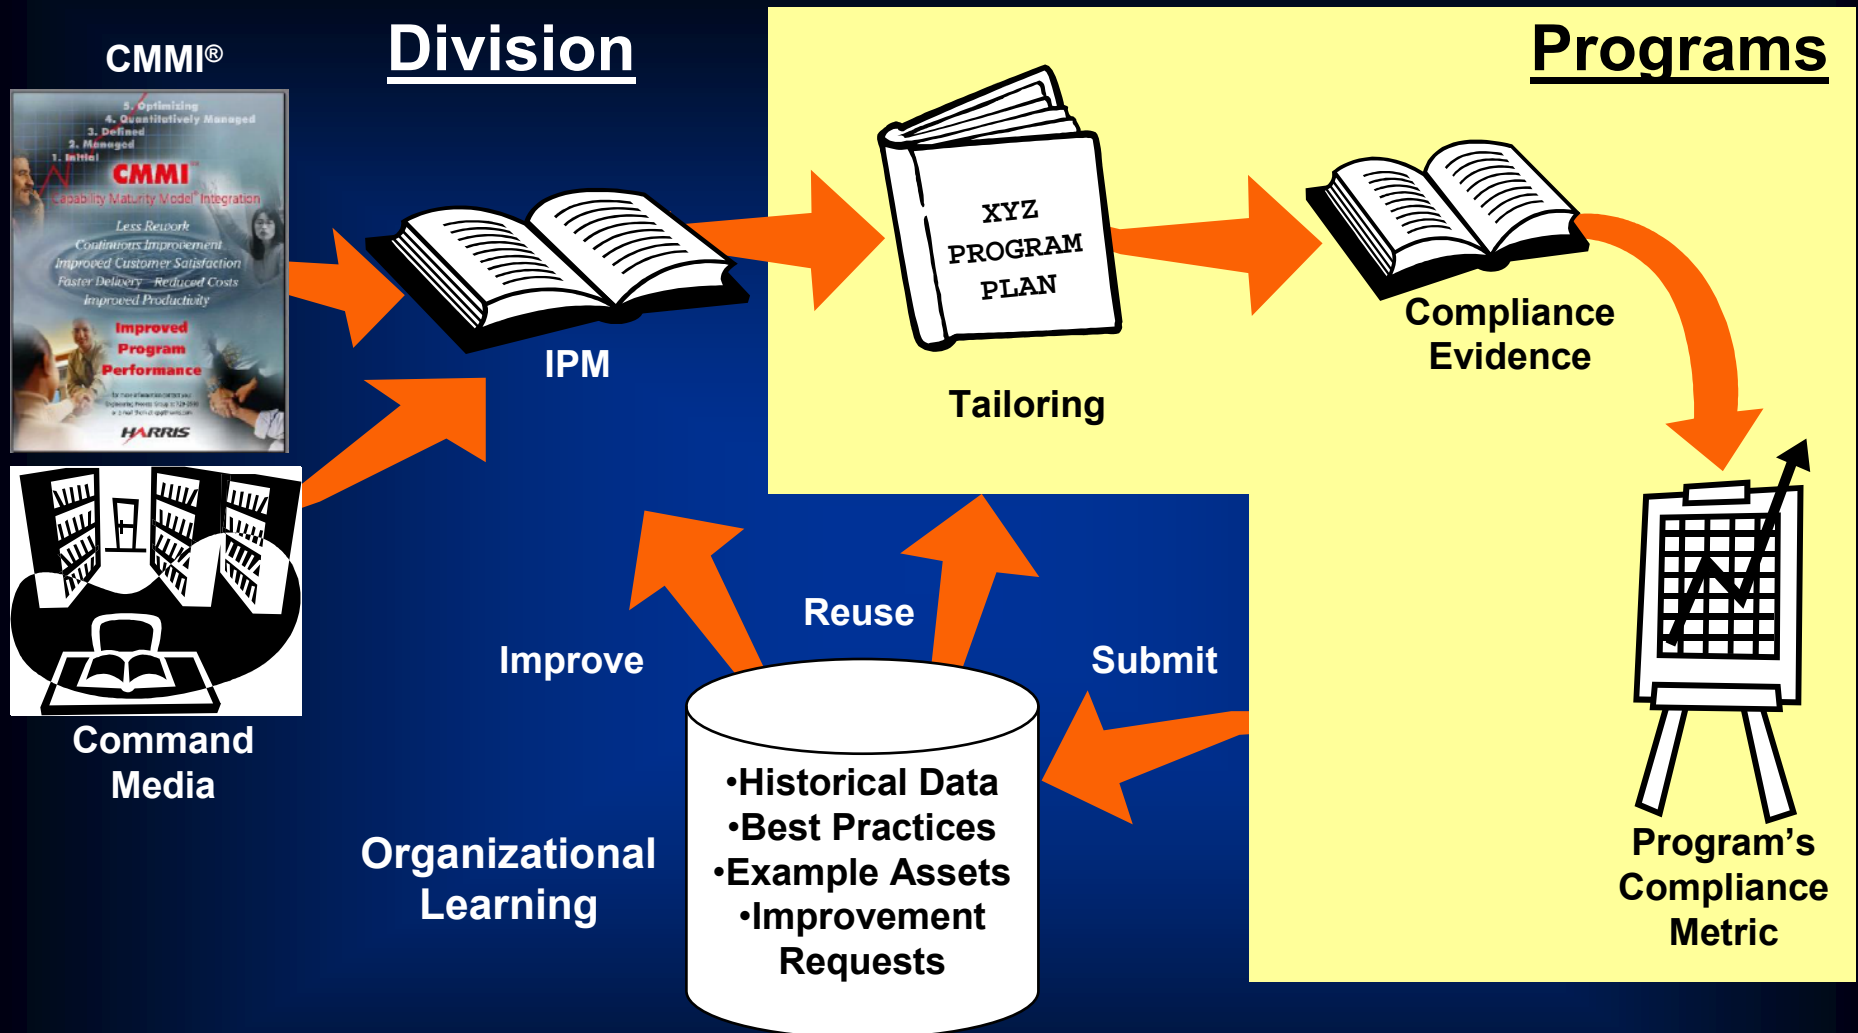 CMMI®
Division
Programs
5. Optimizing
4. Quantitatively Managed
3. Defined
2. Managed
1. Initial
CMMI
Capability Maturity Model Integration
Less Rework
Continuous Improvement
Improved Customer Satisfaction
Faster Delivery Reduced Costs
Improved Productivity
Improved
Program
Performance
HARRIS
IPM
XYZ
PROGRAM
PLAN
Tailoring
Compliance
Evidence
Command
Media
Improve
Reuse
Submit
Organizational
Learning
•Historical Data
•Best Practices
•Example Assets
•Improvement
Requests
Program’s
Compliance
Metric